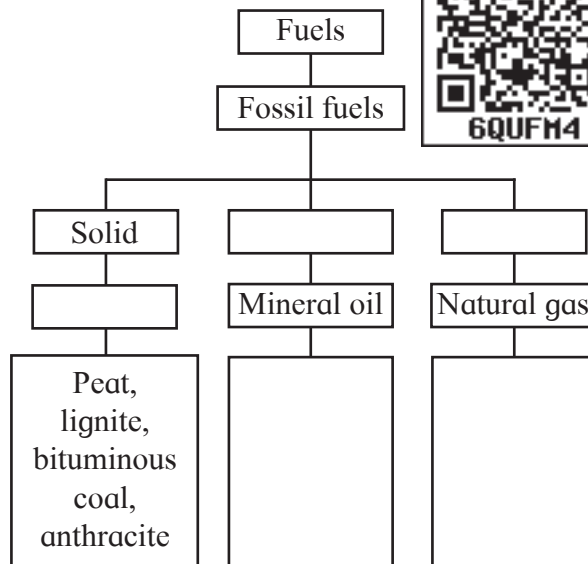 Fuels
Fossil fuels
6QUFM4
Solid
Mineral oil
Natural gas
Peat,
lignite,
bituminous
coal,
anthracite